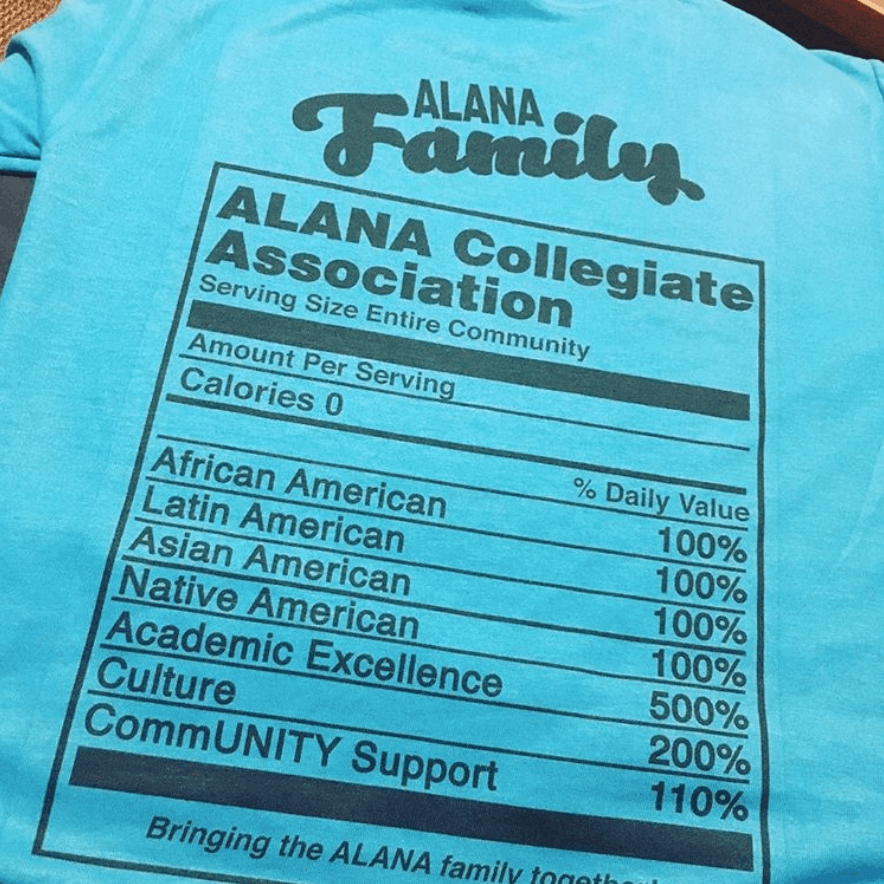 ALANA
Family
ALANA Collegiate
Association
Serving Size Entire Community
Amount Per Serving
Calories 0
% Daily Value
African American 100%
Latin American 100%
Asian American 100%
Native American 100%
Academic Excellence 500%
Culture 200%
CommUNITY Support 110%
Bringing the ALANA family